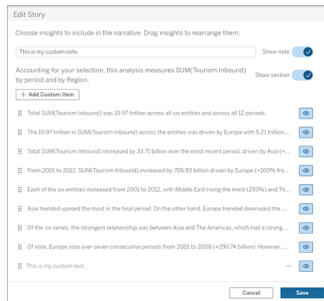 Edit Story
Choose insights to include in the narrative. Drag insights to rearrange them.
This is my custom note.
Show note
Accounting for your selection, this analysis measures SUM(Tourism Inbound)
by period and by Region.
Show section
+ Add Custom Item
Total SUM(Tourism Inbound) was 10.97 trillion across all six entities and across all 12 periods.
The 10.97 trillion in SUM(Tourism Inbound) across the entities was driven by Europe with 5.21 trillion,...
Total SUM(Tourism Inbound) increased by 33.71 billion over the most recent period, driven by Asia (+...
From 2001 to 2012, SUM(Tourism Inbound) increased by 705.93 billion driven by Europe (+100% fro...
Each of the six entities increased from 2001 to 2012, with Middle East rising the most (293%) and Th...
Asia trended upward the most in the final period. On the other hand, Europe trended downward the ...
Of the six series, the strongest relationship was between Asia and The Americas, which had a strong ...
Of note, Europe rose over seven consecutive periods from 2001 to 2008 (+290.74 billion). However, ...
This is my custom text.
Cancel
Save